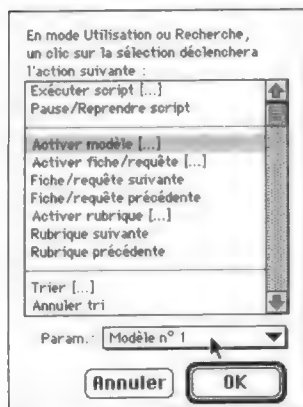 En mode Utilisation ou Recherche,
un clic sur la sélection déclenchera
l'action suivante :
Exécuter script [...]
Pause/Reprendre script
Activer modèle [...]
Activer fiche/requête [...]
Fiche/requête suivante
Fiche/requête précédente
Activer rubrique [...]
Rubrique suivante
Rubrique précédente
Trier [...]
Annuler tri
Param. : Modèle n° 1
Annuler OK